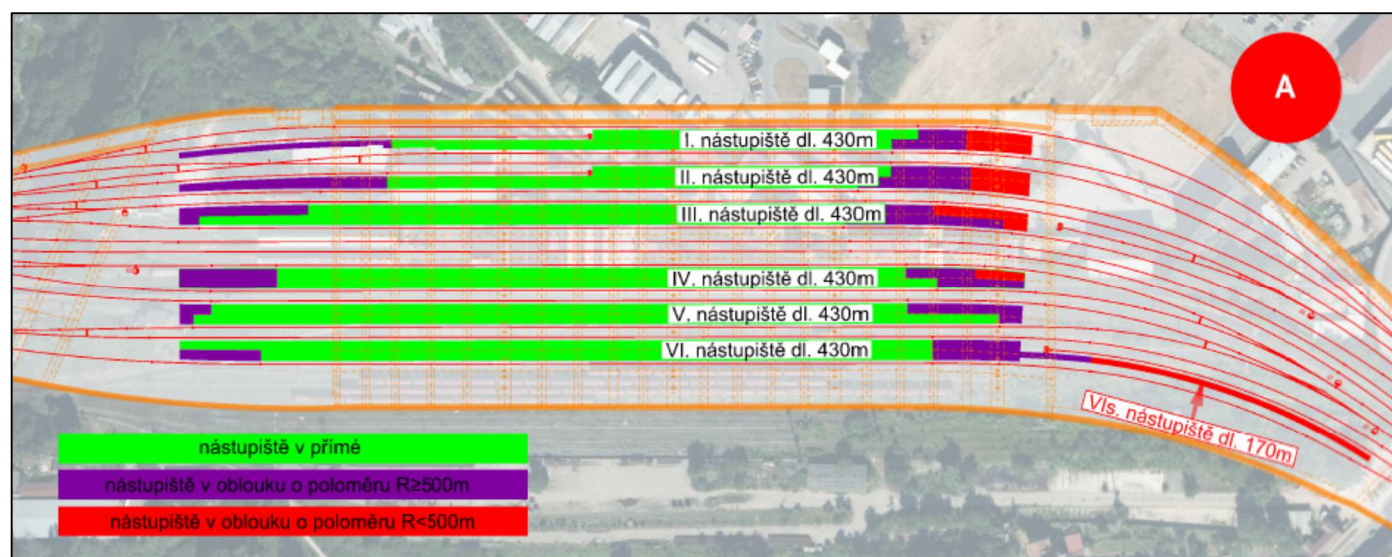 A
I. nástupiště dl. 430m
II. nástupiště dl. 430m
III. nástupiště dl. 430m
IV. nástupiště dl. 430m
V. nástupiště dl. 430m
VI. nástupiště dl. 430m
VIs. nástupiště dl. 170m
nástupiště v přímé
nástupiště v oblouku o poloměru R≥500m
nástupiště v oblouku o poloměru R<500m